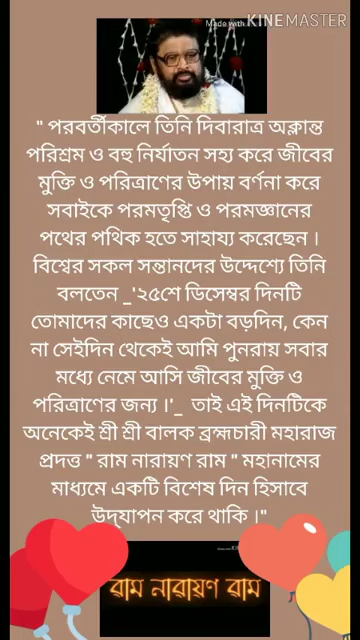 Made with KINEMASTER
" পরবর্তীকালে তিনি দিবারাত্র অক্লান্ত
পরিশ্রম ও বহু নির্যাতন সহ্য করে জীবের
মুক্তি ও পরিত্রাণের উপায় বর্ণনা করে
সবাইকে পরমতৃপ্তি ও পরমজ্ঞানের
পথের পথিক হতে সাহায্য করেছেন ।
বিশ্বের সকল সন্তানদের উদ্দেশ্যে তিনি
বলতেন _'২৫শে ডিসেম্বর দিনটি
তোমাদের কাছেও একটা বড়দিন, কেন
না সেইদিন থেকেই আমি পুনরায় সবার
মধ্যে নেমে আসি জীবের মুক্তি ও
পরিত্রাণের জন্য ।'_ তাই এই দিনটিকে
অনেকেই শ্রী শ্রী বালক ব্রহ্মচারী মহারাজ
প্রদত্ত " রাম নারায়ণ রাম " মহানামের
মাধ্যমে একটি বিশেষ দিন হিসাবে
উদ্‌যাপন করে থাকি ।"
ৰাম নাৰায়ণ ৰাম